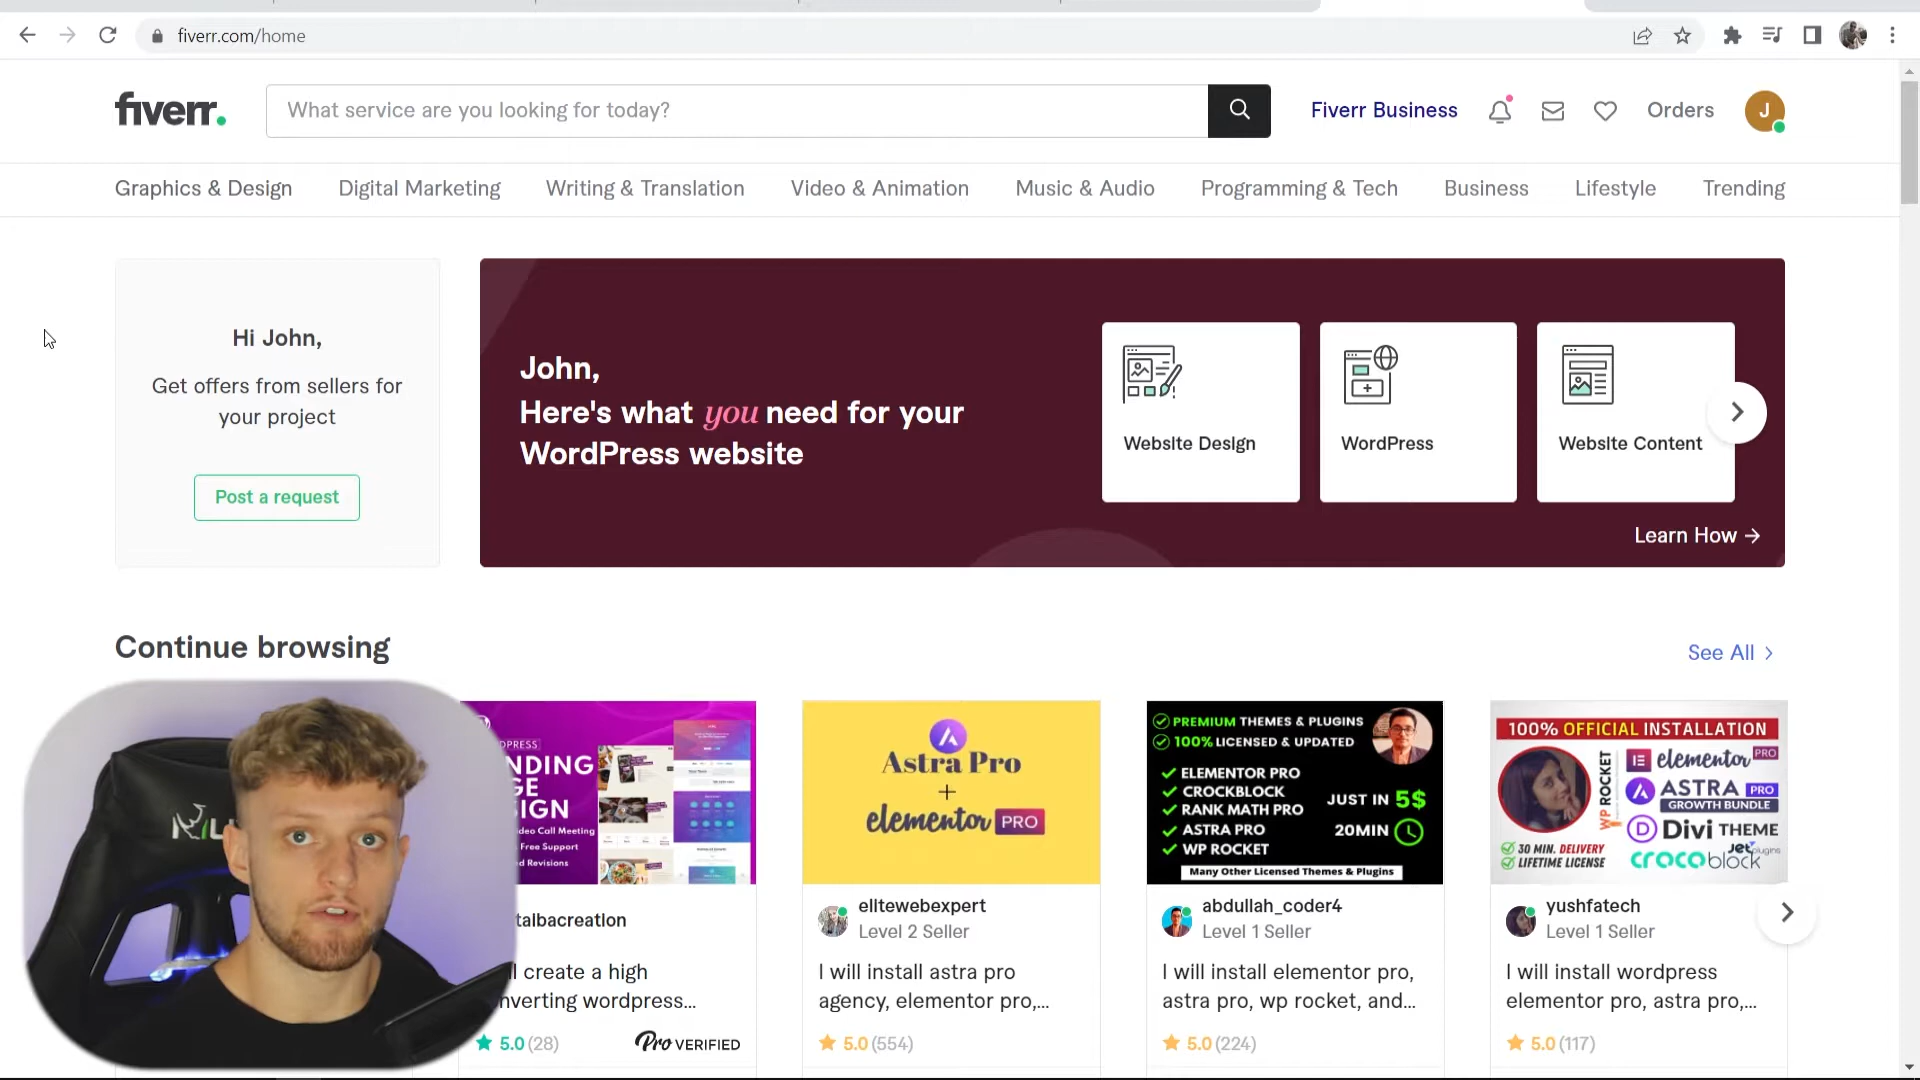 fiverr.com/home
fiverr.
What service are you looking for today?
Fiverr Business
Orders
J
Graphics & Design
Digital Marketing
Writing & Translation
Video & Animation
Music & Audio
Programming & Tech
Business
Lifestyle
Trending
Hi John,
Get offers from sellers for
your project
Post a request
John,
Here's what you need for your
WordPress website
Website Design
WordPress
Website Content
Learn How →
Continue browsing
See All
NDING
GE
IGN
deo Call Meeting
Free Support
d Revisions
talbacreation
l create a high
nverting wordpress...
5.0 (28)
Pro VERIFIED
Astra Pro
+
elementor PRO
elitewebexpert
Level 2 Seller
I will install astra pro
agency, elementor pro,...
5.0 (554)
PREMIUM THEMES & PLUGINS
100% LICENSED & UPDATED
ELEMENTOR PRO
CROCKBLOCK
RANK MATH PRO
ASTRA PRO
WP ROCKET
JUST IN 5$
20MIN
Many Other Licensed Themes & Plugins
abdullah_coder4
Level 1 Seller
I will install elementor pro,
astra pro, wp rocket, and...
5.0 (224)
100% OFFICIAL INSTALLATION
WP ROCKET
elementor PRO
ASTRA PRO
GROWTH BUNDLE
Divi THEME
crocoblock
Jet plugins
30 MIN. DELIVERY
LIFETIME LICENSE
yushfatech
Level 1 Seller
I will install wordpress
elementor pro, astra pro,...
5.0 (117)